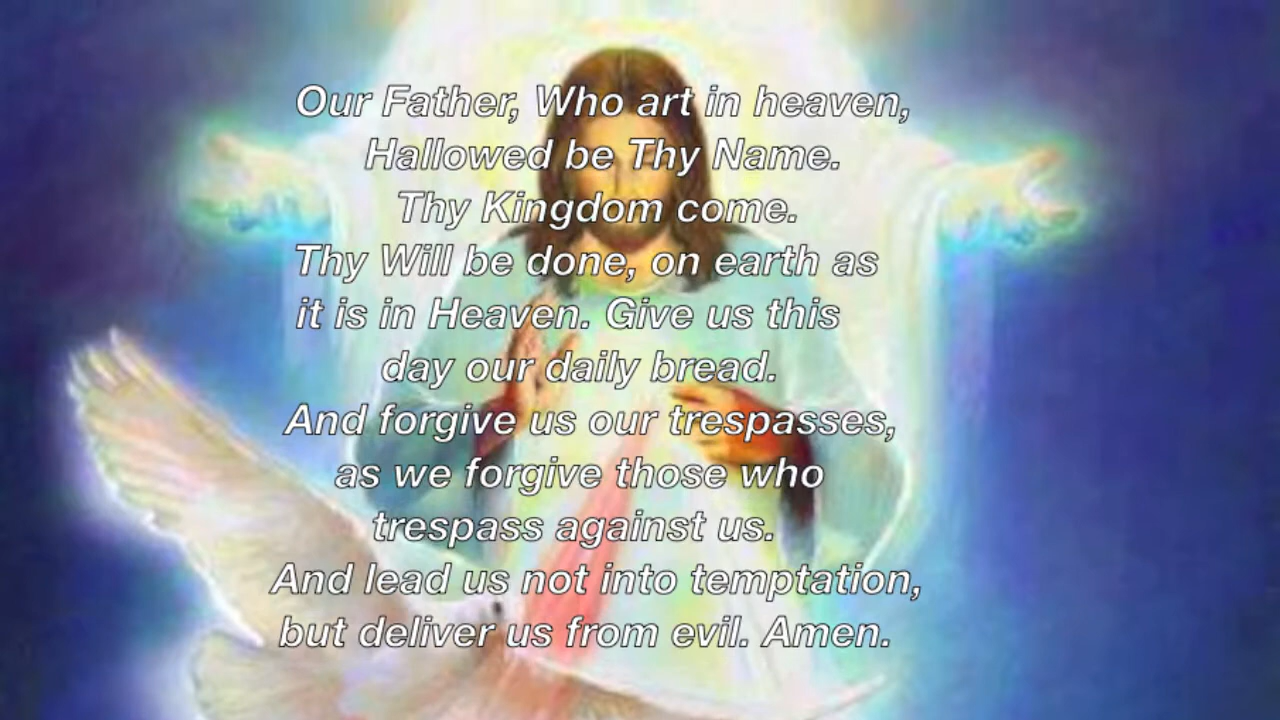 Our Father, Who art in heaven,
Hallowed be Thy Name.
Thy Kingdom come.
Thy Will be done, on earth as
it is in Heaven. Give us this
day our daily bread.
And forgive us our trespasses,
as we forgive those who
trespass against us.
And lead us not into temptation,
but deliver us from evil. Amen.